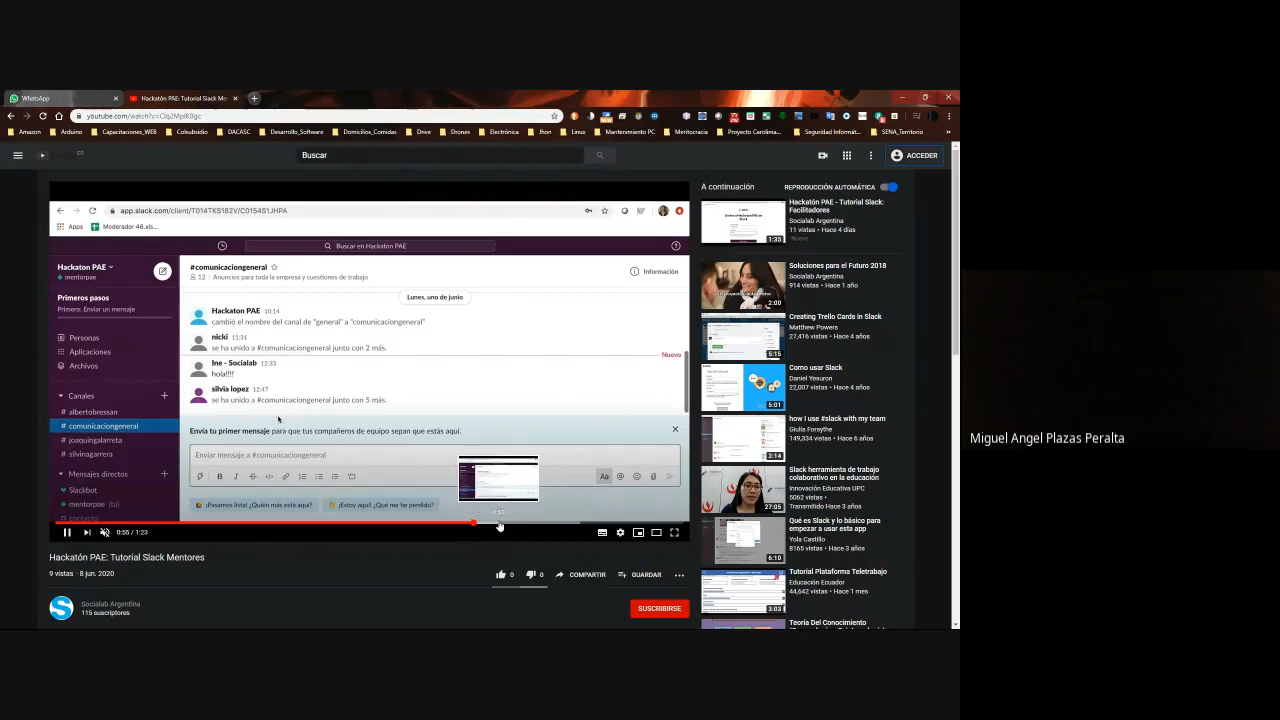 WhatsApp
Hackatón PAE: Tutorial Slack Me
youtube.com/watch?v=Clq2MpIK0gc
Amazon Arduino Capacitaciones_WEB Colsubsidio DACASC Desarrollo_Software Domicilios_Comidas Drive Drones Electrónica Jhon Linux Mantenimiento PC Meritocracia Proyecto Carolima... Seguridad Informát... SENA_Territorio
Buscar
ACCEDER
app.slack.com/client/T014TKS182V/C0154S1JHPA
Apps Moderador 46.xls...
Buscar en Hackaton PAE
Hackaton PAE
mentorpae
Primeros pasos
Primero: Enviar un mensaje
Personas
Aplicaciones
Archivos
Canales
# albertobressan
# comunicaciongeneral
# joaquingalarreta
# silvinagarrera
Mensajes directos
Slackbot
mentorpae (tú)
contacto
#comunicaciongeneral
12 Anuncios para toda la empresa y cuestiones de trabajo
Información
Lunes, uno de junio
Hackaton PAE 10:14
cambió el nombre del canal de "general" a "comunicaciongeneral"
nicki 11:31
se ha unido a #comunicaciongeneral junto con 2 más.
Nuevo
Ine - Socialab 12:33
hola!!!!
silvia lopez 12:47
se ha unido a #comunicaciongeneral junto con 5 más.
Envía tu primer mensaje para que tus compañeros de equipo sepan que estás aquí.
Enviar mensaje a #comunicaciongeneral
B I S Aa @
¡Pasamos lista! ¿Quién más está aquí? ¡Estoy aquí! ¿Qué me he perdido?
0:55 / 1:23
Hackatón PAE: Tutorial Slack Mentores
9 vistas · 8 jun. 2020
0 0 COMPARTIR GUARDAR
Socialab Argentina
115 suscriptores
SUSCRIBIRSE
A continuación REPRODUCCIÓN AUTOMÁTICA
Hackatón PAE - Tutorial Slack:
Facilitadores
Socialab Argentina
11 vistas • Hace 4 días
Nuevo
1:35
Soluciones para el Futuro 2018
Socialab Argentina
914 vistas • Hace 1 año
2:00
Creating Trello Cards in Slack
Matthew Powers
27,416 vistas • Hace 4 años
5:15
Como usar Slack
Daniel Yesuron
22,007 vistas • Hace 4 años
5:01
how I use #slack with my team
Giulia Forsythe
149,334 vistas • Hace 6 años
3:14
Slack herramienta de trabajo
colaborativo en la educación
Innovación Educativa UPC
5062 vistas •
Transmitido hace 3 años
27:05
Qué es Slack y lo básico para
empezar a usar esta app
Yola Castillo
8165 vistas • Hace 3 años
6:10
Tutorial Plataforma Teletrabajo
Educación Ecuador
44,642 vistas • Hace 1 mes
3:03
Teoría Del Conocimiento
Miguel Angel Plazas Peralta